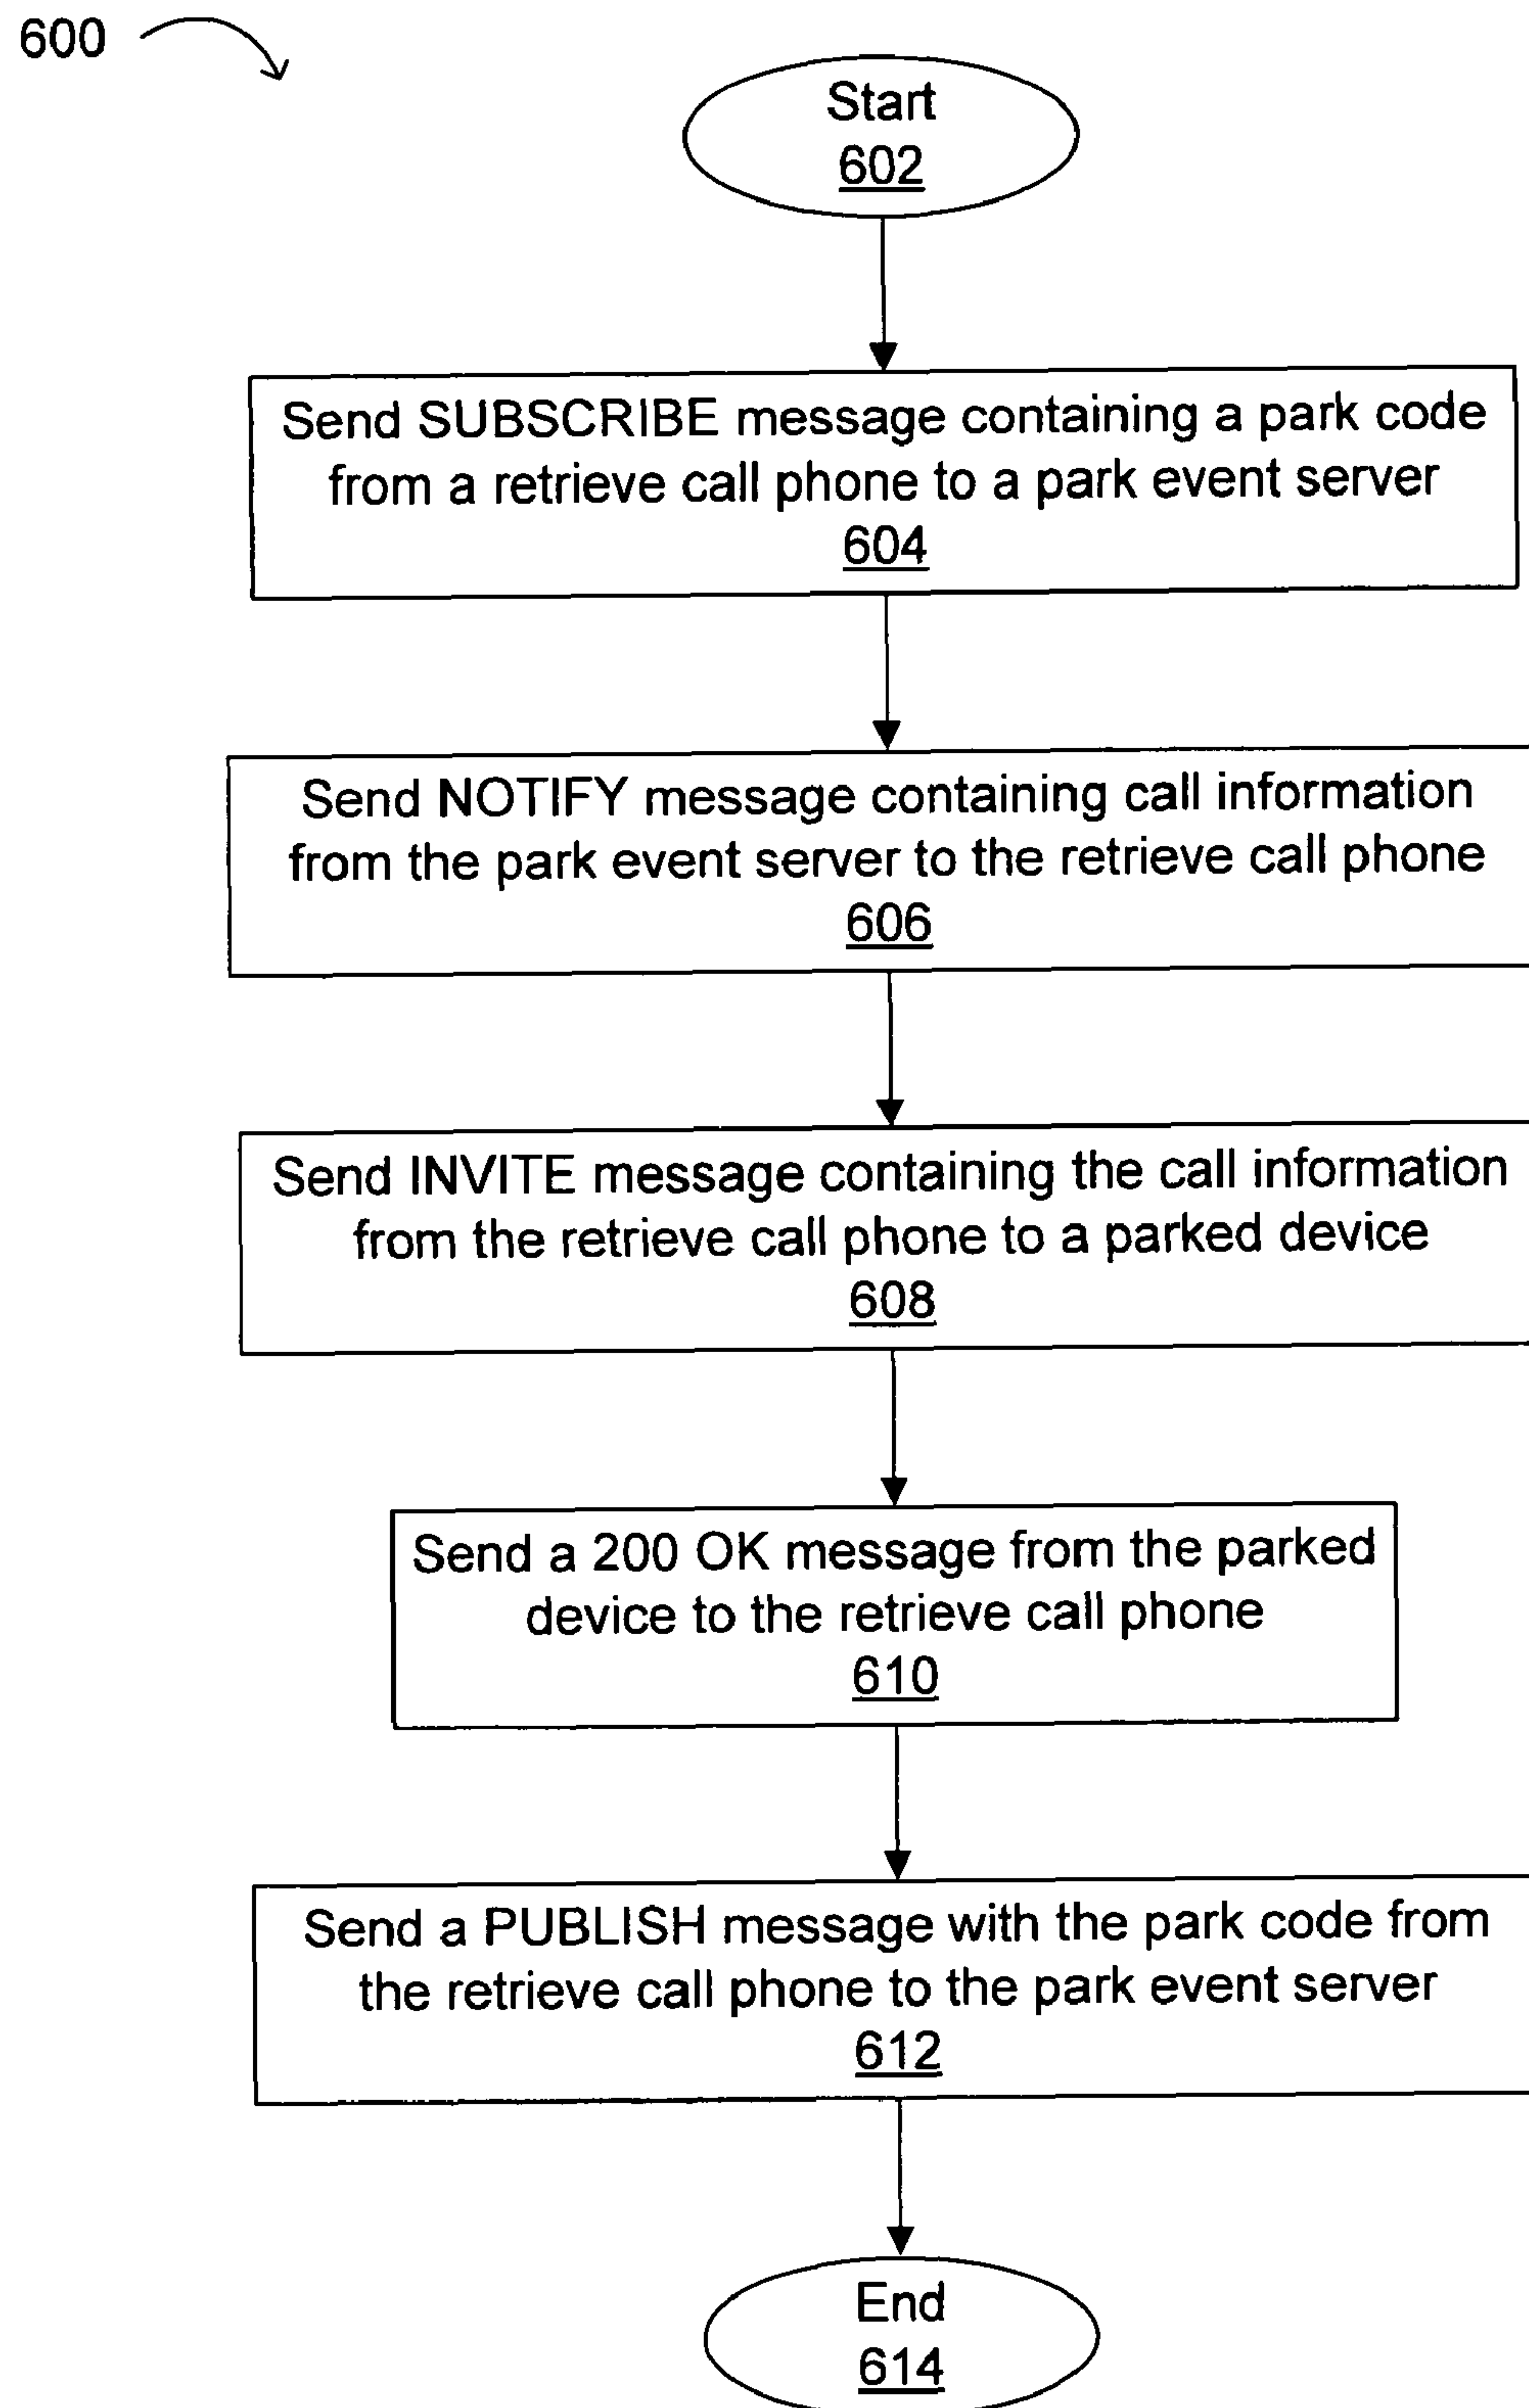 600
Start
602
Send SUBSCRIBE message containing a park code
from a retrieve call phone to a park event server
604
Send NOTIFY message containing call information
from the park event server to the retrieve call phone
606
Send INVITE message containing the call information
from the retrieve call phone to a parked device
608
Send a 200 OK message from the parked
device to the retrieve call phone
610
Send a PUBLISH message with the park code from
the retrieve call phone to the park event server
612
End
614